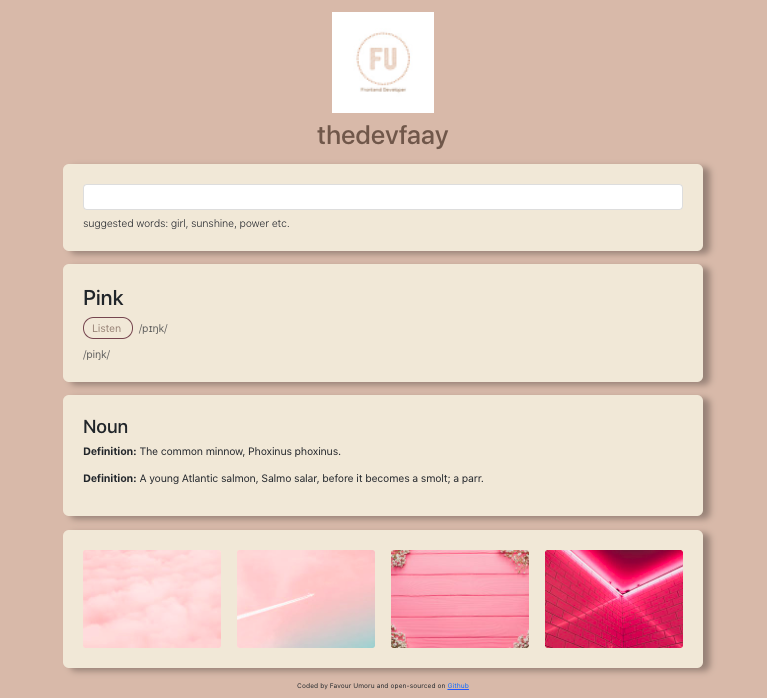 FU
Frontend Developer
thedevfaay
suggested words: girl, sunshine, power etc.
Pink
Listen /pɪŋk/
/piŋk/
Noun
Definition: The common minnow, Phoxinus phoxinus.
Definition: A young Atlantic salmon, Salmo salar, before it becomes a smolt; a parr.
Coded by Favour Umoru and open-sourced on Github